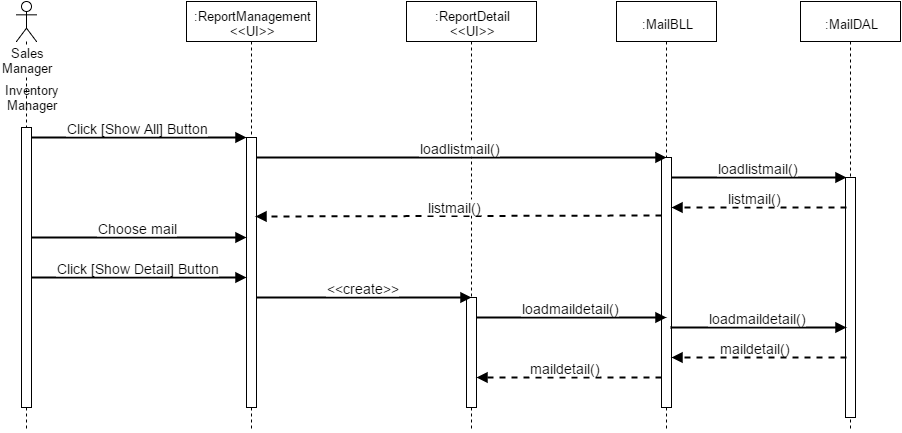 :ReportManagement
<<UI>>
:ReportDetail
<<UI>>
:MailBLL
:MailDAL
Sales
Manager
Inventory
Manager
Click [Show All] Button
loadlistmail()
loadlistmail()
listmail()
listmail()
Choose mail
Click [Show Detail] Button
<<create>>
loadmaildetail()
loadmaildetail()
maildetail()
maildetail()